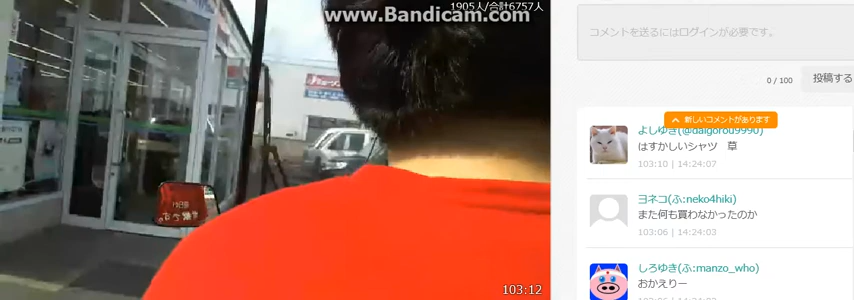 1905人/合計6757人
www.Bandicam.com
103:12
コメントを送るにはログインが必要です。
0 / 100
投稿する
新しいコメントがあります
よしゆき(@daigorou9990)
はすかしいシャツ 草
103:10 | 14:24:07
ヨネコ(ふ:neko4hiki)
また何も買わなかったのか
103:06 | 14:24:03
しろゆき(ふ:manzo_who)
おかえりー
103:06 | 14:24:03